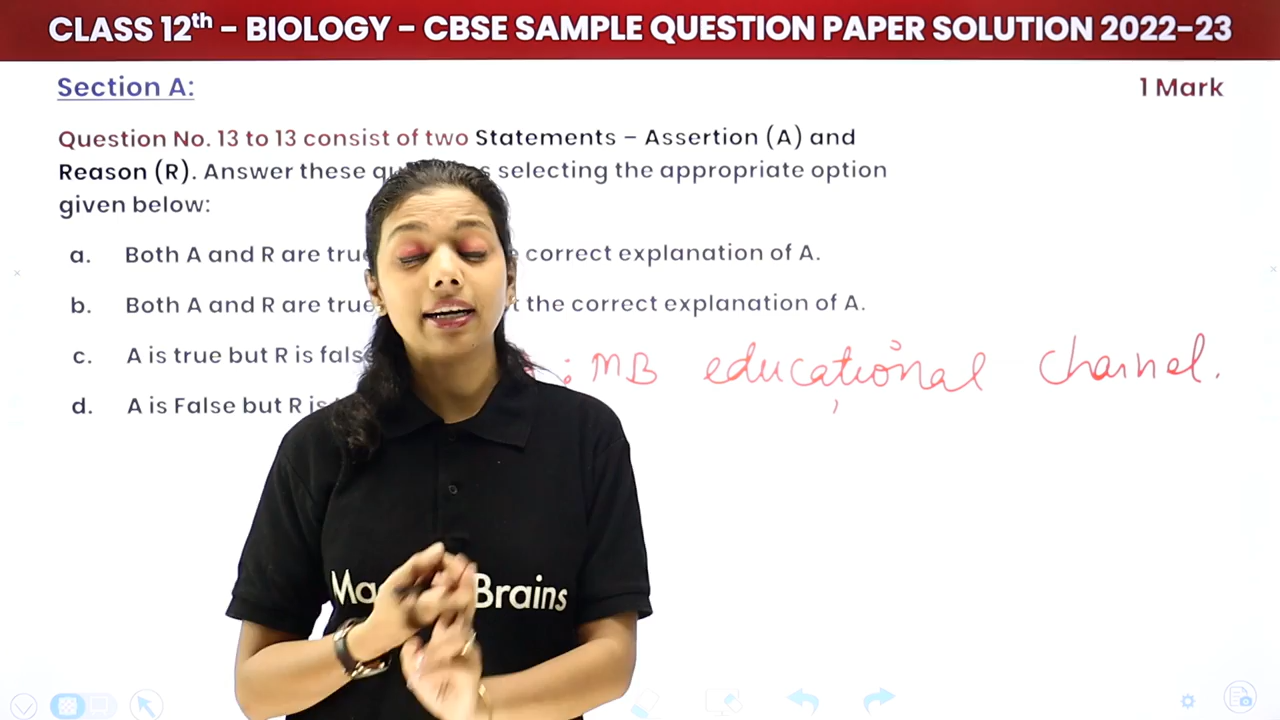 CLASS 12th – BIOLOGY – CBSE SAMPLE QUESTION PAPER SOLUTION 2022-23
Section A: 1 Mark
Question No. 13 to 13 consist of two Statements – Assertion (A) and
Reason (R). Answer these selecting the appropriate option
given below:
a. Both A and R are true correct explanation of A.
b. Both A and R are true the correct explanation of A.
c. A is true but R is : MB educational channel.
d. A is False but R is
Brains